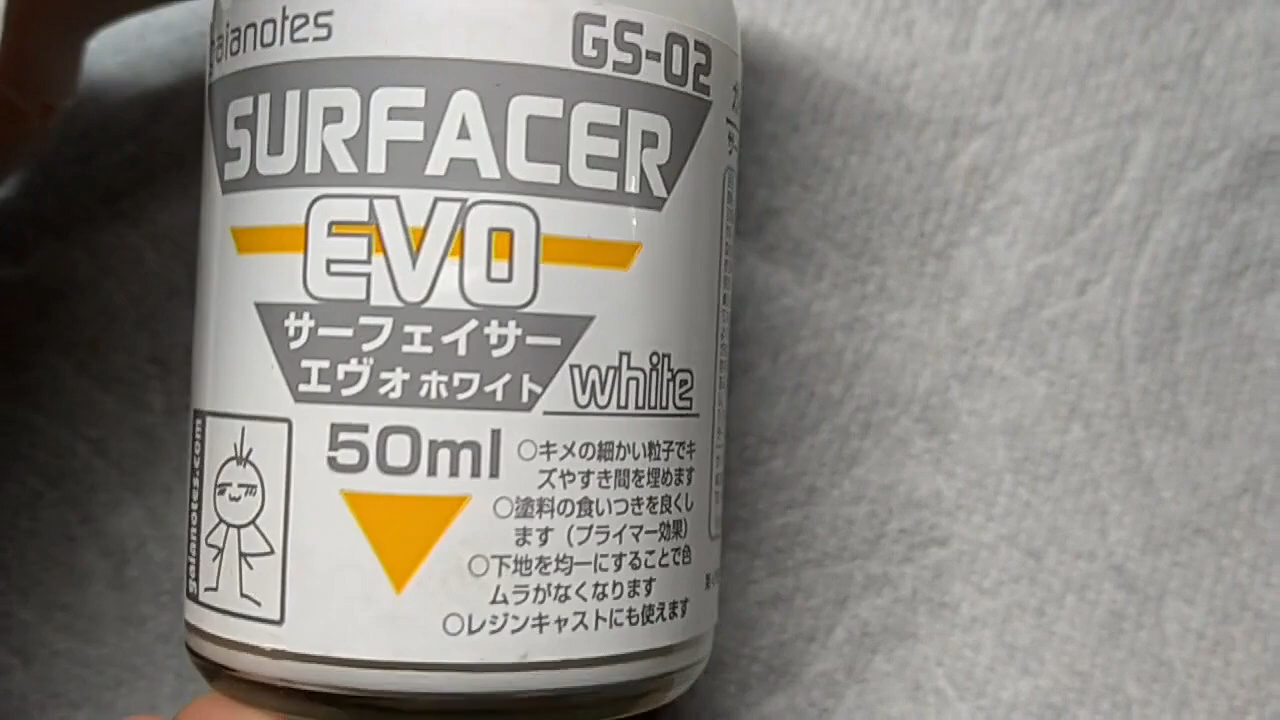 gaianotes
GS-02
SURFACER
EVO
サーフェイサー
エヴォ ホワイト
white
50ml
○キメの細かい粒子でキ
ズやすき間を埋めます
○塗料の食いつきを良くし
ます（プライマー効果）
○下地を均一にすることで色
ムラがなくなります
○レジンキャストにも使えます
gaianotes.com